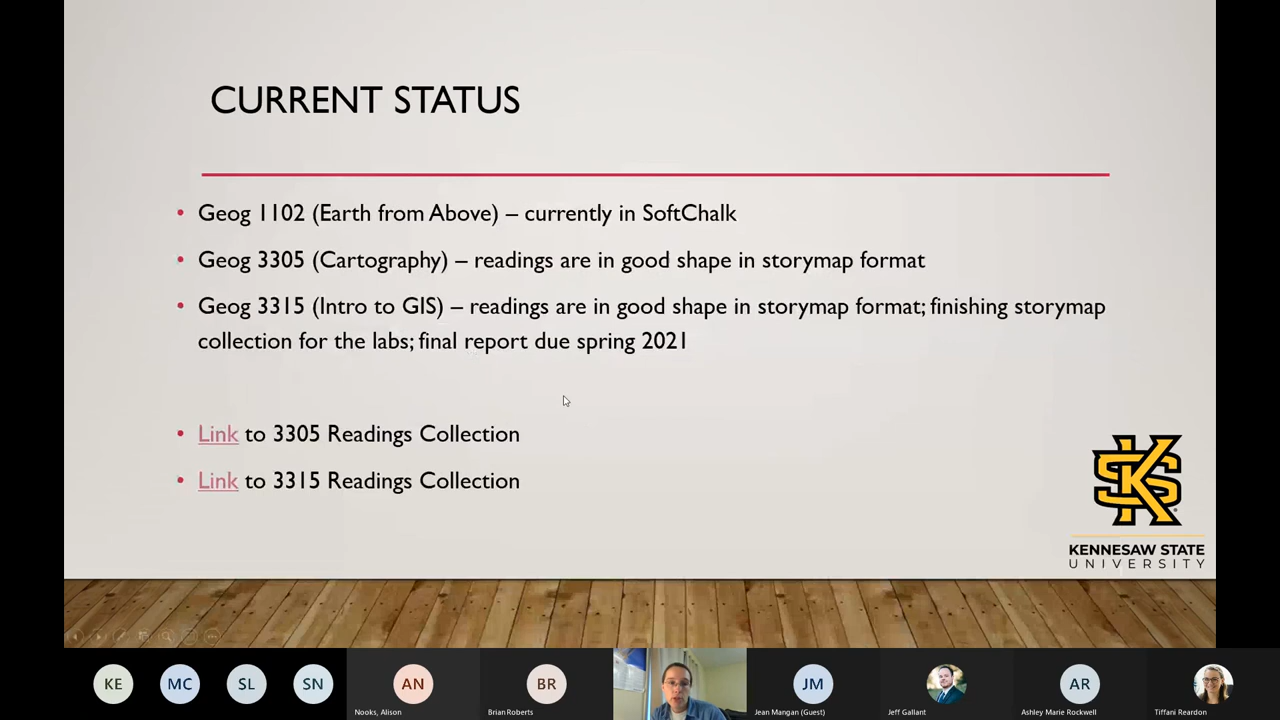 CURRENT STATUS
• Geog 1102 (Earth from Above) – currently in SoftChalk
• Geog 3305 (Cartography) – readings are in good shape in storymap format
• Geog 3315 (Intro to GIS) – readings are in good shape in storymap format; finishing storymap
collection for the labs; final report due spring 2021
• Link to 3305 Readings Collection
• Link to 3315 Readings Collection
KS
KENNESAW STATE
UNIVERSITY
KE MC SL SN AN BR JM AR
Nooks, Alison Brian Roberts Jean Mangan (Guest) Jeff Gallant Ashley Marie Rockwell Tiffani Reardon